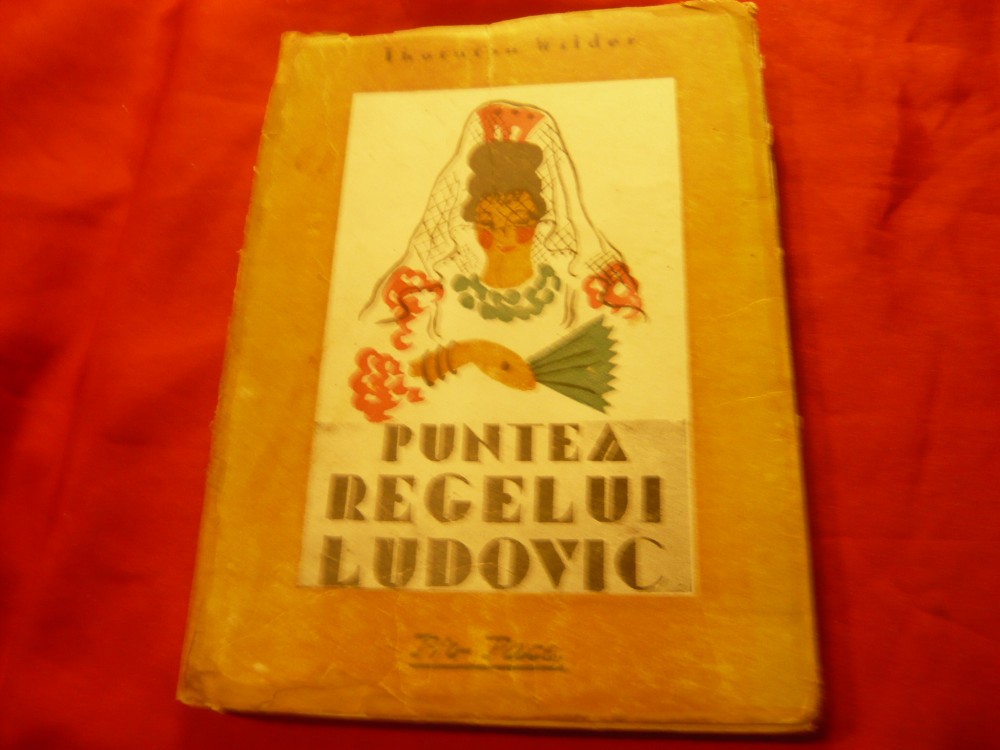 Thornton Wilder
PUNTEA
REGELUI
LUDOVIC